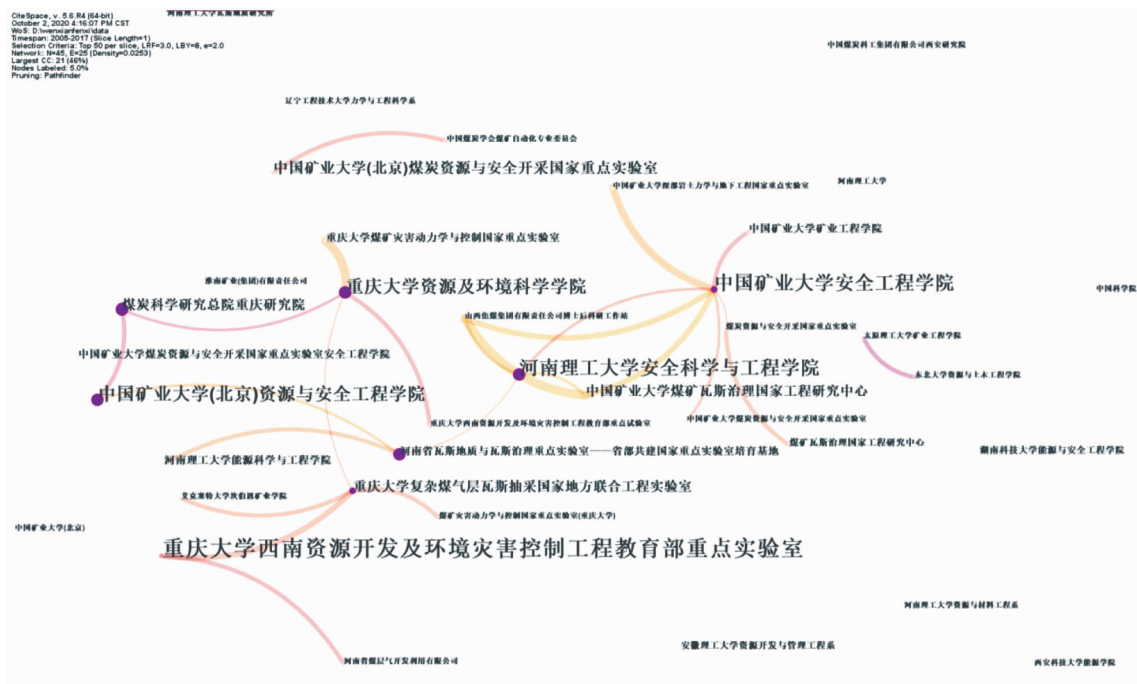 CiteSpace, v. 5.6.R4 (64-bit)
October 2, 2020 4:16:07 PM CST
WoS: D:\wenxianfenxi\data
Timespan: 2005-2017 (Slice Length=1)
Selection Criteria: Top 50 per slice, LRF=3.0, LBY=8, e=2.0
Network: N=45, E=25 (Density=0.0253)
Largest CC: 21 (46%)
Nodes Labeled: 5.0%
Pruning: Pathfinder
河南理工大学瓦斯地质研究所
中国煤炭科工集团有限公司西安研究院
辽宁工程技术大学力学与工程科学系
中国煤炭学会煤矿自动化专业委员会
中国矿业大学(北京)煤炭资源与安全开采国家重点实验室
中国矿业大学深部岩土力学与地下工程国家重点实验室
河南理工大学
中国矿业大学矿业工程学院
重庆大学煤矿灾害动力学与控制国家重点实验室
淮南矿业(集团)有限责任公司
重庆大学资源及环境科学学院
中国矿业大学安全工程学院
中国科学院
煤炭科学研究总院重庆研究院
山西焦煤集团有限责任公司博士后科研工作站
煤炭资源与安全开采国家重点实验室
太原理工大学矿业工程学院
中国矿业大学煤炭资源与安全开采国家重点实验室安全工程学院
河南理工大学安全科学与工程学院
东北大学资源与土木工程学院
中国矿业大学(北京)资源与安全工程学院
中国矿业大学煤矿瓦斯治理国家工程研究中心
重庆大学西南资源开发及环境灾害控制工程教育部重点试验室
中国矿业大学煤炭资源与安全开采国家重点实验室
煤矿瓦斯治理国家工程研究中心
河南省瓦斯地质与瓦斯治理重点实验室——省部共建国家重点实验室培育基地
湖南科技大学能源与安全工程学院
河南理工大学能源科学与工程学院
重庆大学复杂煤气层瓦斯抽采国家地方联合工程实验室
艾克塞特大学坎伯恩矿业学院
煤矿灾害动力学与控制国家重点实验室(重庆大学)
中国矿业大学(北京)
重庆大学西南资源开发及环境灾害控制工程教育部重点实验室
河南理工大学资源与材料工程系
安徽理工大学资源开发与管理工程系
河南省煤层气开发利用有限公司
西安科技大学能源学院